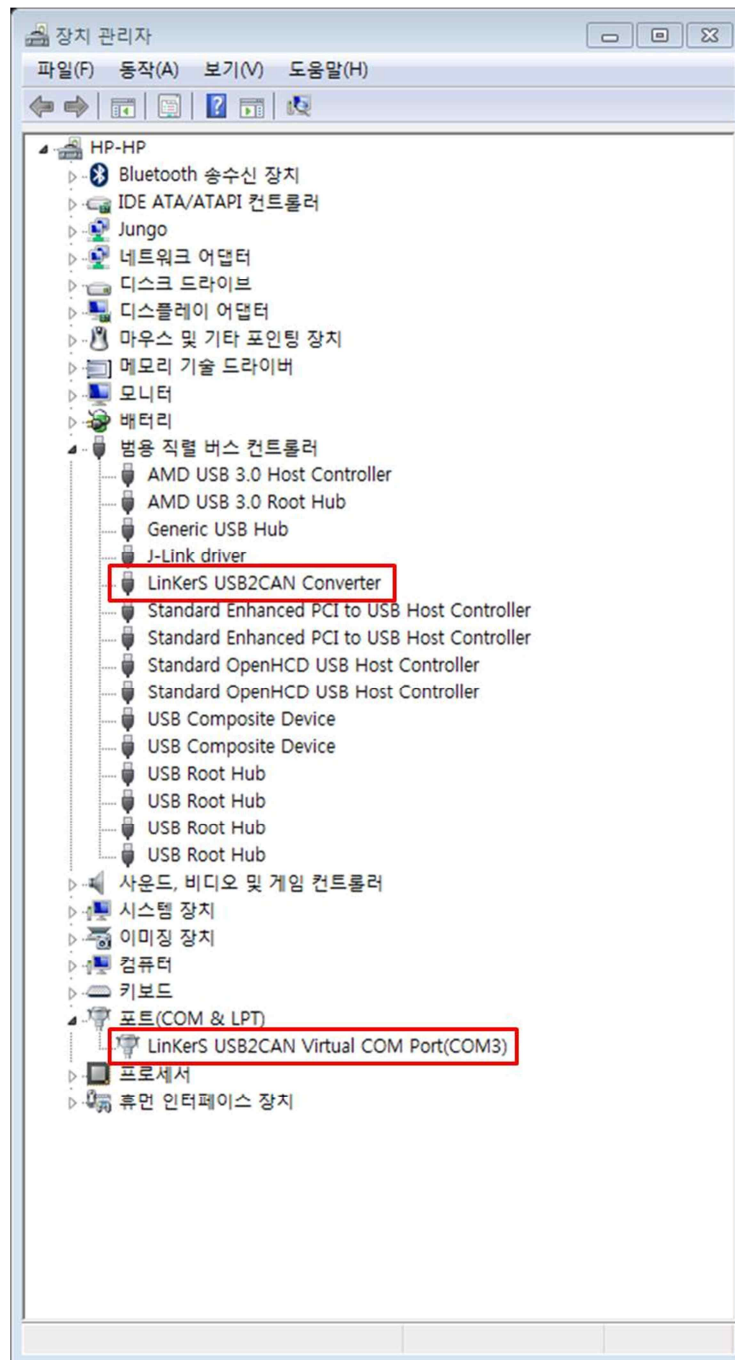 장치 관리자
파일(F) 동작(A) 보기(V) 도움말(H)
HP-HP
Bluetooth 송수신 장치
IDE ATA/ATAPI 컨트롤러
Jungo
네트워크 어댑터
디스크 드라이브
디스플레이 어댑터
마우스 및 기타 포인팅 장치
메모리 기술 드라이버
모니터
배터리
범용 직렬 버스 컨트롤러
AMD USB 3.0 Host Controller
AMD USB 3.0 Root Hub
Generic USB Hub
J-Link driver
LinKerS USB2CAN Converter
Standard Enhanced PCI to USB Host Controller
Standard Enhanced PCI to USB Host Controller
Standard OpenHCD USB Host Controller
Standard OpenHCD USB Host Controller
USB Composite Device
USB Composite Device
USB Root Hub
USB Root Hub
USB Root Hub
USB Root Hub
사운드, 비디오 및 게임 컨트롤러
시스템 장치
이미징 장치
컴퓨터
키보드
포트(COM & LPT)
LinKerS USB2CAN Virtual COM Port(COM3)
프로세서
휴먼 인터페이스 장치